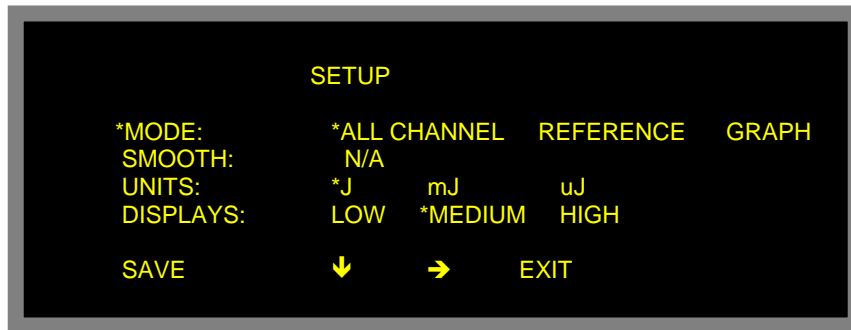 SETUP
*MODE: *ALL CHANNEL REFERENCE GRAPH
SMOOTH: N/A
UNITS: *J mJ uJ
DISPLAYS: LOW *MEDIUM HIGH
SAVE ↓ → EXIT